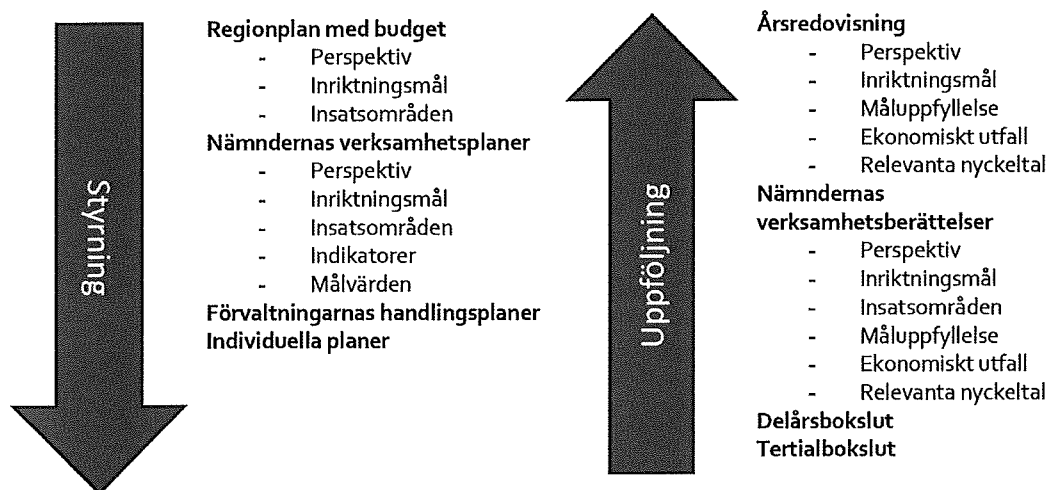 Styrning
Regionplan med budget
- Perspektiv
- Inriktningsmål
- Insatsområden
Nämndernas verksamhetsplaner
- Perspektiv
- Inriktningsmål
- Insatsområden
- Indikatorer
- Målvärden
Förvaltningarnas handlingsplaner
Individuella planer
Uppföljning
Årsredovisning
- Perspektiv
- Inriktningsmål
- Måluppfyllelse
- Ekonomiskt utfall
- Relevanta nyckeltal
Nämndernas
verksamhetsberättelser
- Perspektiv
- Inriktningsmål
- Insatsområden
- Måluppfyllelse
- Ekonomiskt utfall
- Relevanta nyckeltal
Delårsbokslut
Tertialbokslut